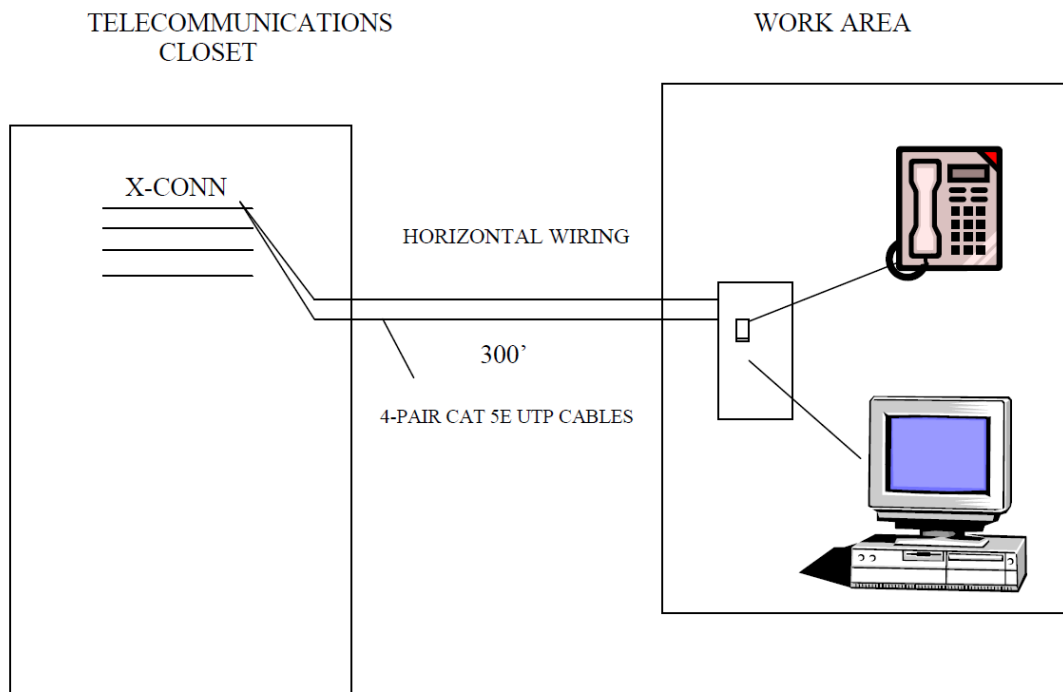 TELECOMMUNICATIONS
CLOSET
WORK AREA
X-CONN
HORIZONTAL WIRING
300’
4-PAIR CAT 5E UTP CABLES